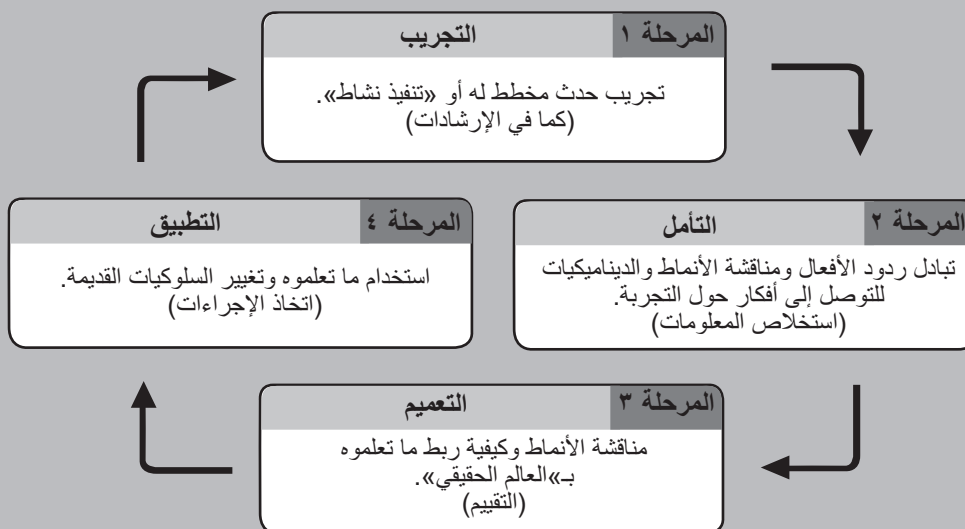 المرحلة ١ التجريب
تجريب حدث مخطط له أو «تنفيذ نشاط».
(كما في الإرشادات)
المرحلة ٢ التأمل
تبادل ردود الأفعال ومناقشة الأنماط والديناميكيات
للتوصل إلى أفكار حول التجربة.
(استخلاص المعلومات)
المرحلة ٣ التعميم
مناقشة الأنماط وكيفية ربط ما تعلموه
بـ»العالم الحقيقي».
(التقييم)
المرحلة ٤ التطبيق
استخدام ما تعلموه وتغيير السلوكيات القديمة.
(اتخاذ الإجراءات)